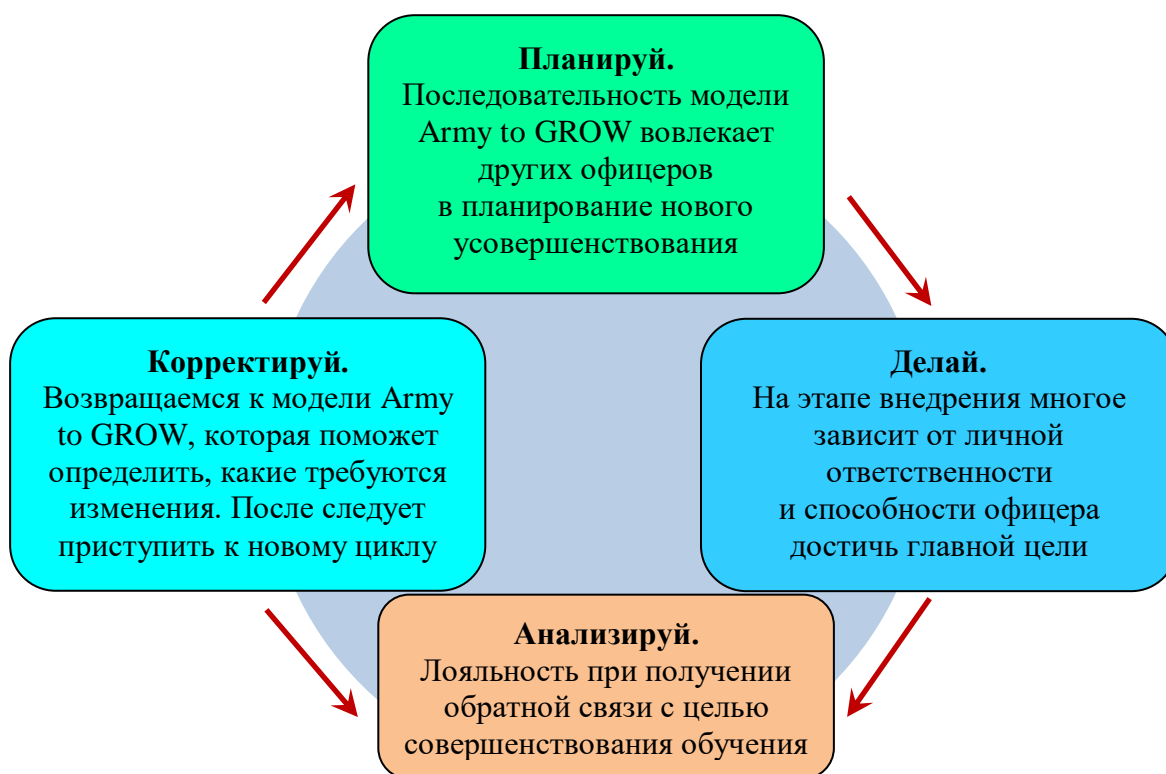 Планируй.
Последовательность модели
Army to GROW вовлекает
других офицеров
в планирование нового
усовершенствования
Корректируй.
Возвращаемся к модели Army
to GROW, которая поможет
определить, какие требуются
изменения. После следует
приступить к новому циклу
Делай.
На этапе внедрения многое
зависит от личной
ответственности
и способности офицера
достичь главной цели
Анализируй.
Лояльность при получении
обратной связи с целью
совершенствования обучения